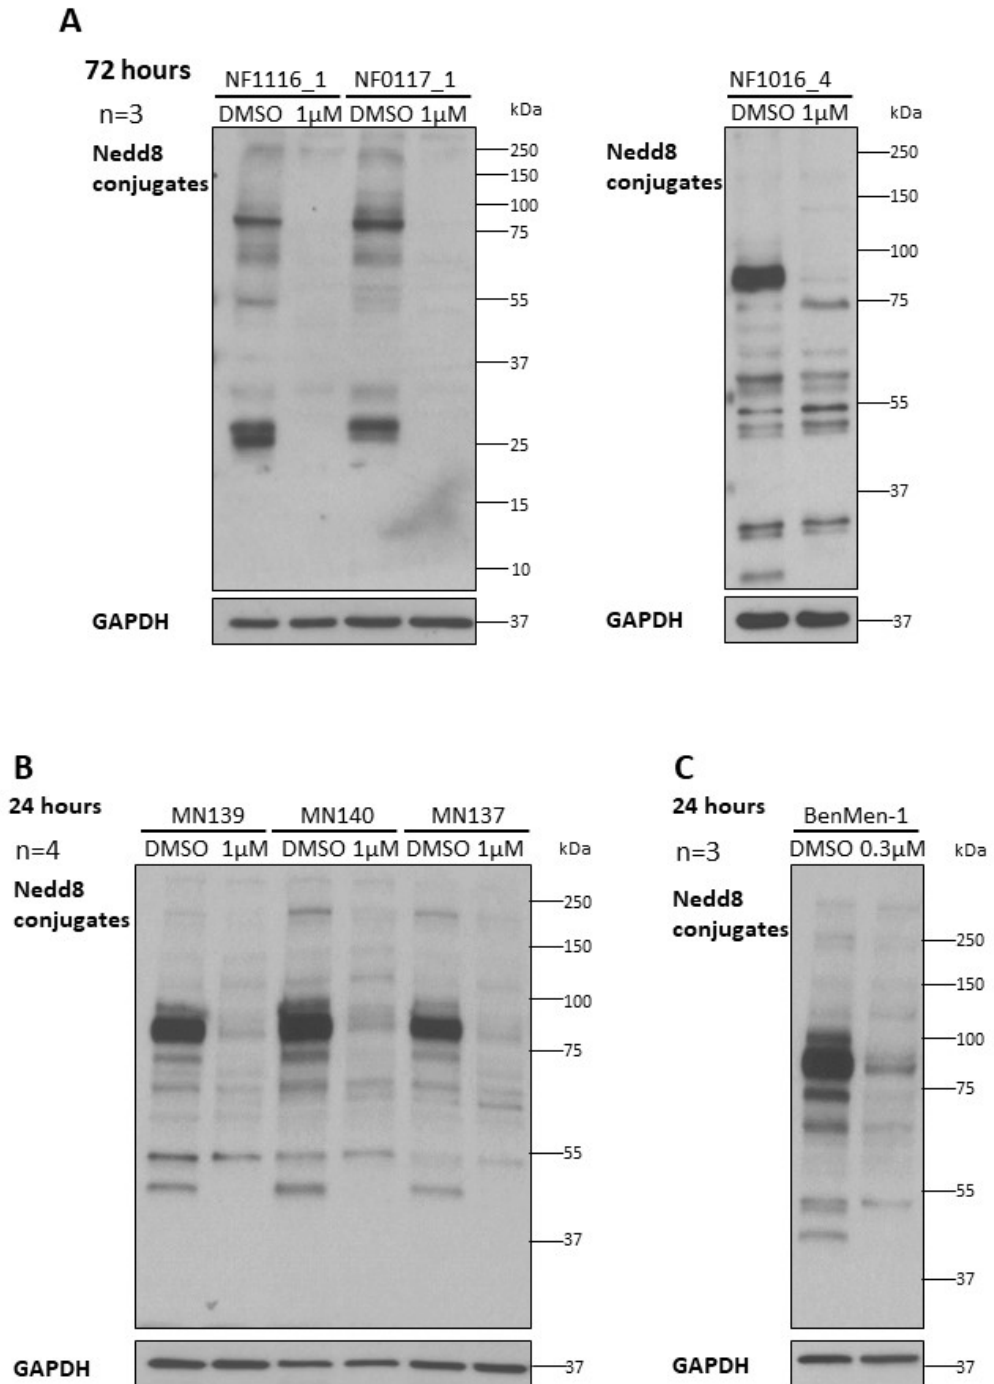 A
72 hours
NF1116_1 NF0117_1
n=3
DMSO 1µM DMSO 1µM
kDa
Nedd8
conjugates
250
150
100
75
55
37
25
15
10
GAPDH
37
NF1016_4
DMSO 1µM
kDa
Nedd8
conjugates
250
150
100
75
55
37
GAPDH
37
B
24 hours
MN139 MN140 MN137
n=4
DMSO 1µM DMSO 1µM DMSO 1µM
kDa
Nedd8
conjugates
250
150
100
75
55
37
GAPDH
37
C
24 hours
BenMen-1
n=3
DMSO 0.3µM
kDa
Nedd8
conjugates
250
150
100
75
55
37
GAPDH
37